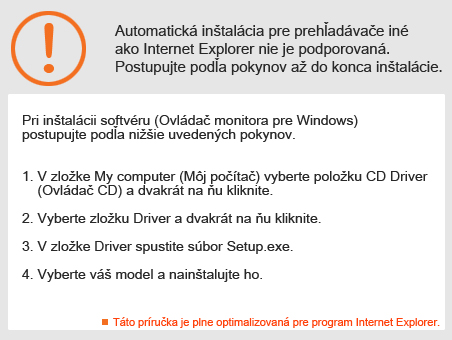 Automatická inštalácia pre prehľadávače iné
ako Internet Explorer nie je podporovaná.
Postupujte podľa pokynov až do konca inštalácie.
Pri inštalácii softvéru (Ovládač monitora pre Windows)
postupujte podľa nižšie uvedených pokynov.
1. V zložke My computer (Môj počítač) vyberte položku CD Driver
(Ovládač CD) a dvakrát na ňu kliknite.
2. Vyberte zložku Driver a dvakrát na ňu kliknite.
3. V zložke Driver spustite súbor Setup.exe.
4. Vyberte váš model a nainštalujte ho.
Táto príručka je plne optimalizovaná pre program Internet Explorer.